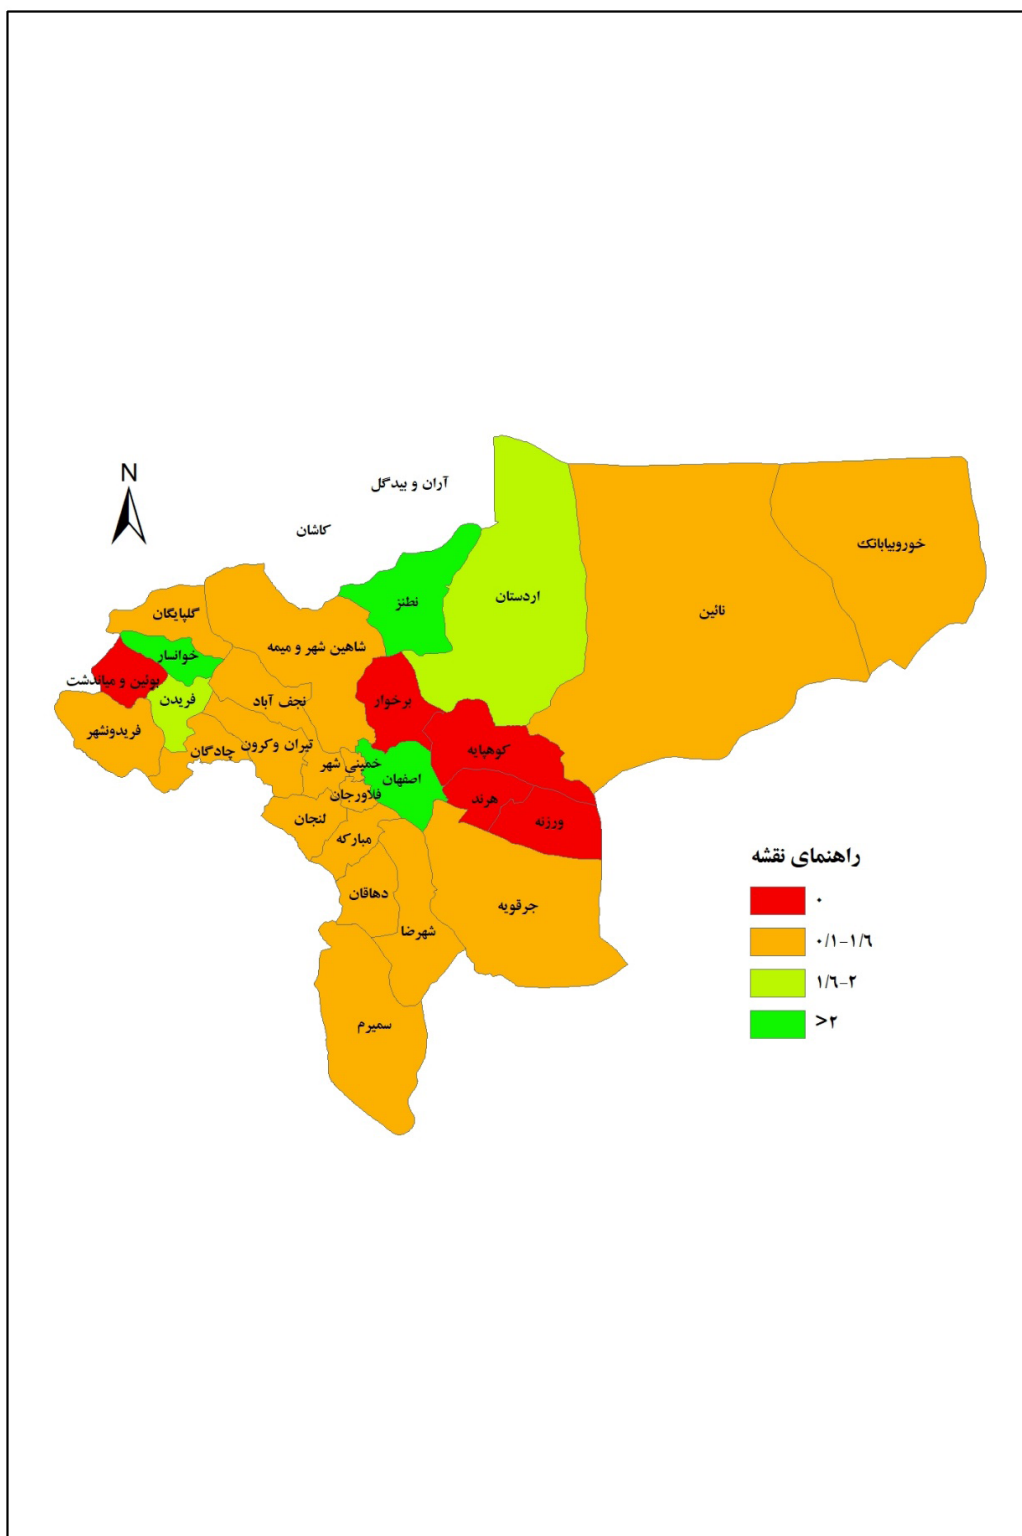 N
آران و بیدگل
کاشان
خوروبیابانک
اردستان
نطنز
نائین
گلپایگان
شاهین شهر و میمه
خوانسار
بوئین و میاندشت
فریدن
نجف آباد
برخوار
فریدونشهر
چادگان
تیران وکرون
کوهپایه
خمینی شهر
اصفهان
فلاورجان
هرند
لنجان
ورزنه
مبارکه
دهاقان
جرقویه
شهرضا
سمیرم
راهنمای نقشه
۰
۰/۱-۱/٦
۱/٦-۲
>۲